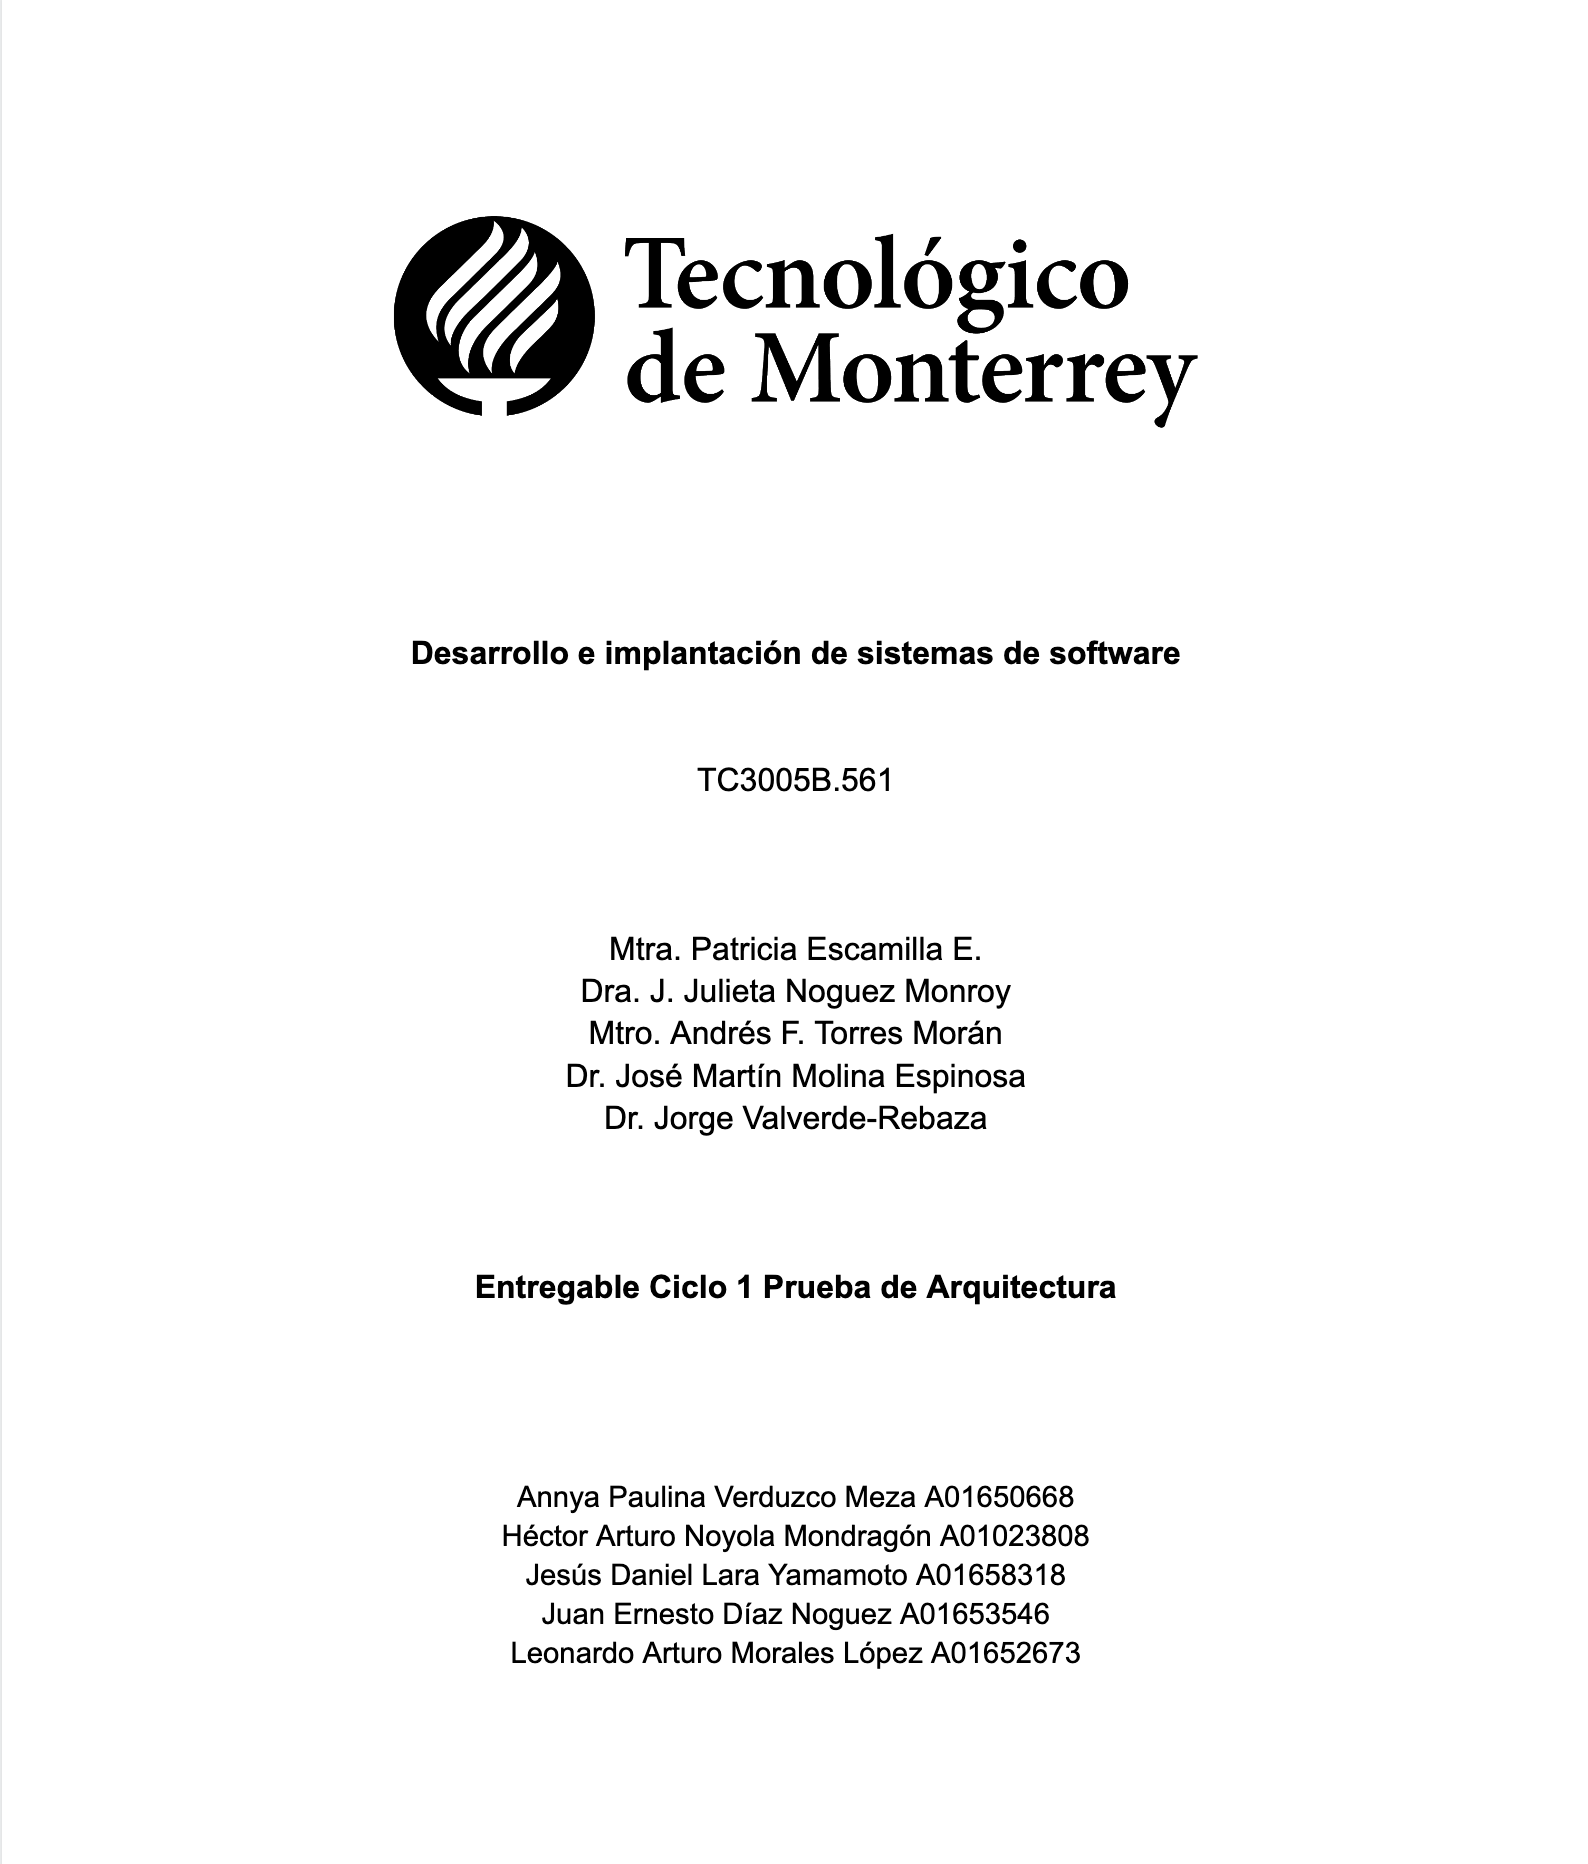 Tecnológico
de Monterrey
Desarrollo e implantación de sistemas de software
TC3005B.561
Mtra. Patricia Escamilla E.
Dra. J. Julieta Noguez Monroy
Mtro. Andrés F. Torres Morán
Dr. José Martín Molina Espinosa
Dr. Jorge Valverde-Rebaza
Entregable Ciclo 1 Prueba de Arquitectura
Annya Paulina Verduzco Meza A01650668
Héctor Arturo Noyola Mondragón A01023808
Jesús Daniel Lara Yamamoto A01658318
Juan Ernesto Díaz Noguez A01653546
Leonardo Arturo Morales López A01652673